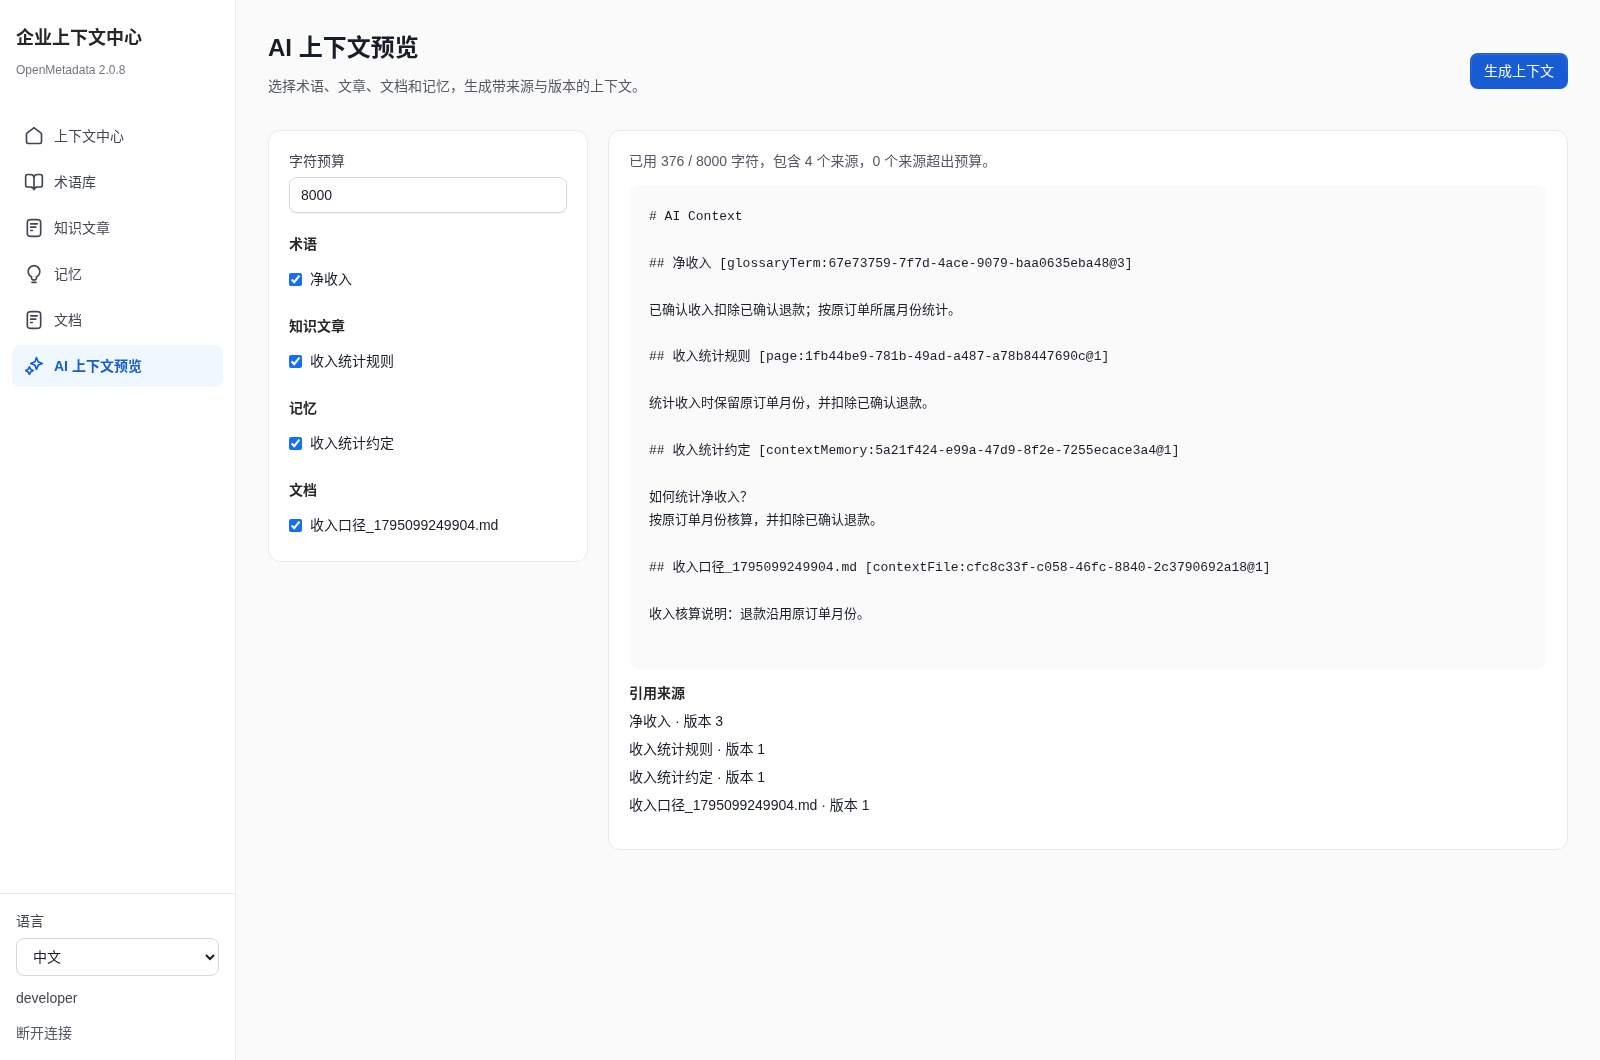 企业上下文中心
OpenMetadata 2.0.8
上下文中心
术语库
知识文章
记忆
文档
AI 上下文预览
语言
中文
developer
断开连接
AI 上下文预览
选择术语、文章、文档和记忆，生成带来源与版本的上下文。
生成上下文
字符预算
8000
术语
净收入
知识文章
收入统计规则
记忆
收入统计约定
文档
收入口径_1795099249904.md
已用 376 / 8000 字符，包含 4 个来源，0 个来源超出预算。
# AI Context
## 净收入 [glossaryTerm:67e73759-7f7d-4ace-9079-baa0635eba48@3]
已确认收入扣除已确认退款；按原订单所属月份统计。
## 收入统计规则 [page:1fb44be9-781b-49ad-a487-a78b8447690c@1]
统计收入时保留原订单月份，并扣除已确认退款。
## 收入统计约定 [contextMemory:5a21f424-e99a-47d9-8f2e-7255ecace3a4@1]
如何统计净收入？
按原订单月份核算，并扣除已确认退款。
## 收入口径_1795099249904.md [contextFile:cfc8c33f-c058-46fc-8840-2c3790692a18@1]
收入核算说明：退款沿用原订单月份。
引用来源
净收入 · 版本 3
收入统计规则 · 版本 1
收入统计约定 · 版本 1
收入口径_1795099249904.md · 版本 1